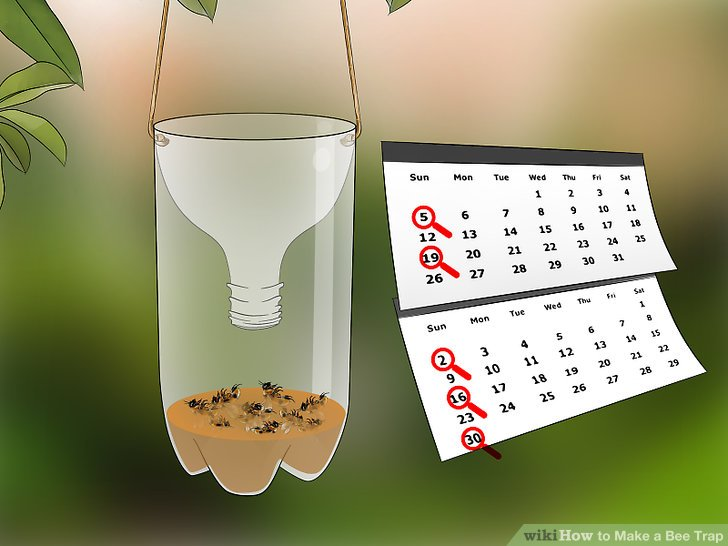 Sun Mon Tue Wed Thu Fri Sat
1 2 3 4
5 6 7 8 9 10 11
12 13 14 15 16 17 18
19 20 21 22 23 24 25
26 27 28 29 30 31
Sun Mon Tue Wed Thu Fri Sat
1
2 3 4 5 6 7 8
9 10 11 12 13 14 15
16 17 18 19 20 21 22
23 24 25 26 27 28 29
30
wikiHow to Make a Bee Trap